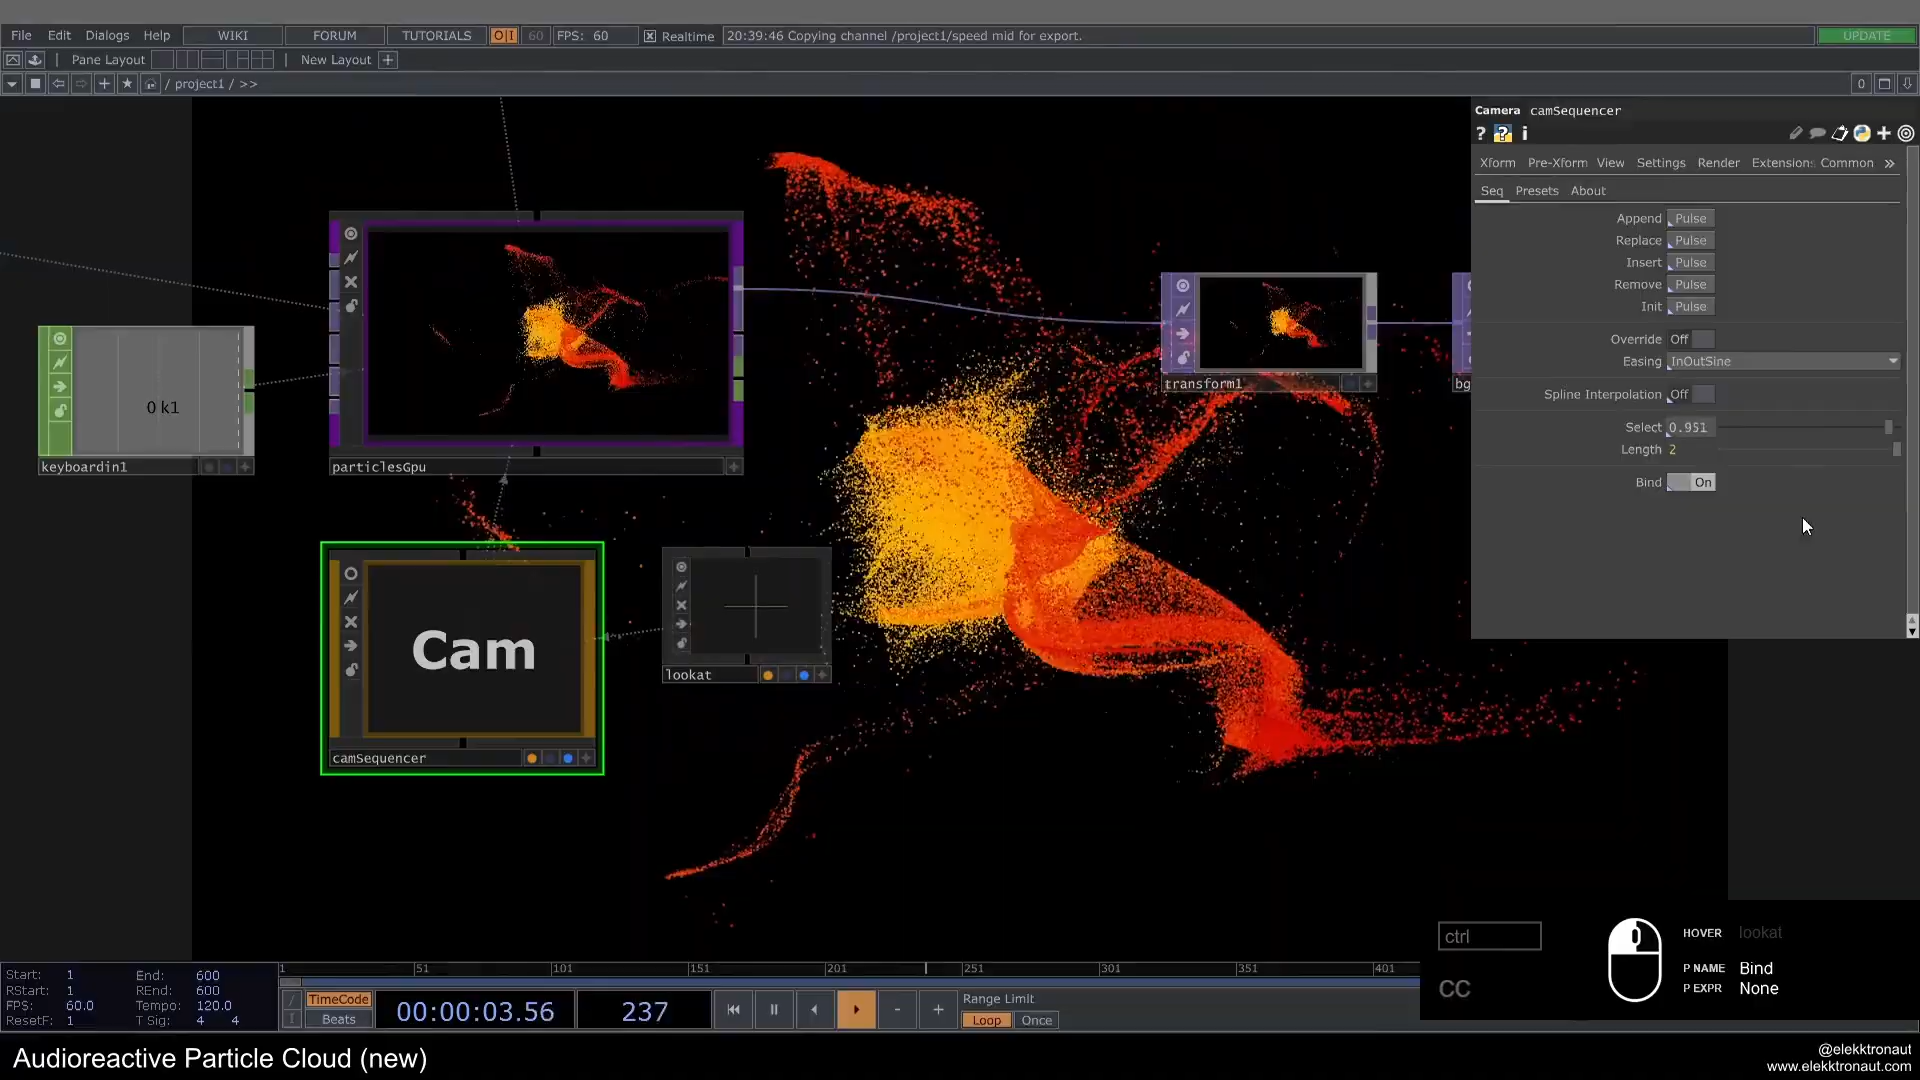 File Edit Dialogs Help WIKI FORUM TUTORIALS O|I 60 FPS: 60 Realtime 20:39:46 Copying channel /project1/speed mid for export. UPDATE
Pane Layout New Layout
/ project1 / >> 0
Camera camSequencer
? ? i
Xform Pre-Xform View Settings Render Extension Common
Seq Presets About
Append Pulse
Replace Pulse
Insert Pulse
Remove Pulse
Init Pulse
Override Off
Easing InOutSine
Spline Interpolation Off
Select 0.951
Length 2
Bind On
0 k1
keyboardin1
particlesGpu
transform1
bg
Cam
camSequencer
lookat
ctrl
CC
0
HOVER lookat
P NAME Bind
P EXPR None
1 51 101 151 201 251 301 351 401
Start: 1 End: 600
RStart: 1 REnd: 600
FPS: 60.0 Tempo: 120.0
ResetF: 1 T Sig: 4 4
TimeCode
Beats
00:00:03.56
237
Range Limit
Loop Once
Audioreactive Particle Cloud (new)
@elekktronaut
www.elekktronaut.com